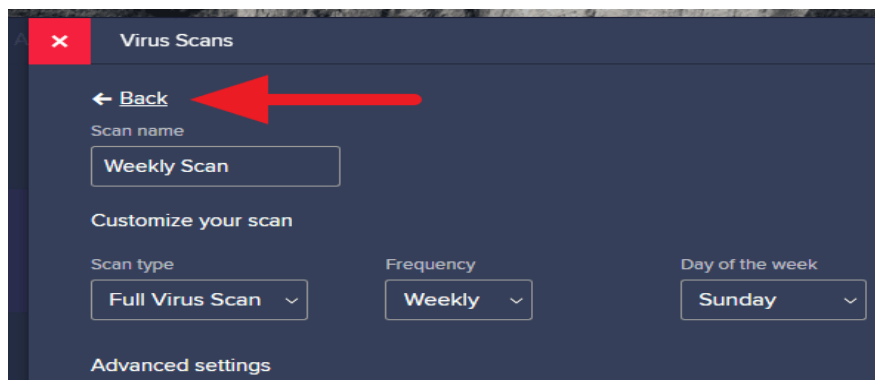 Virus Scans
Back
Scan name
Weekly Scan
Customize your scan
Scan type Frequency Day of the week
Full Virus Scan Weekly Sunday
Advanced settings